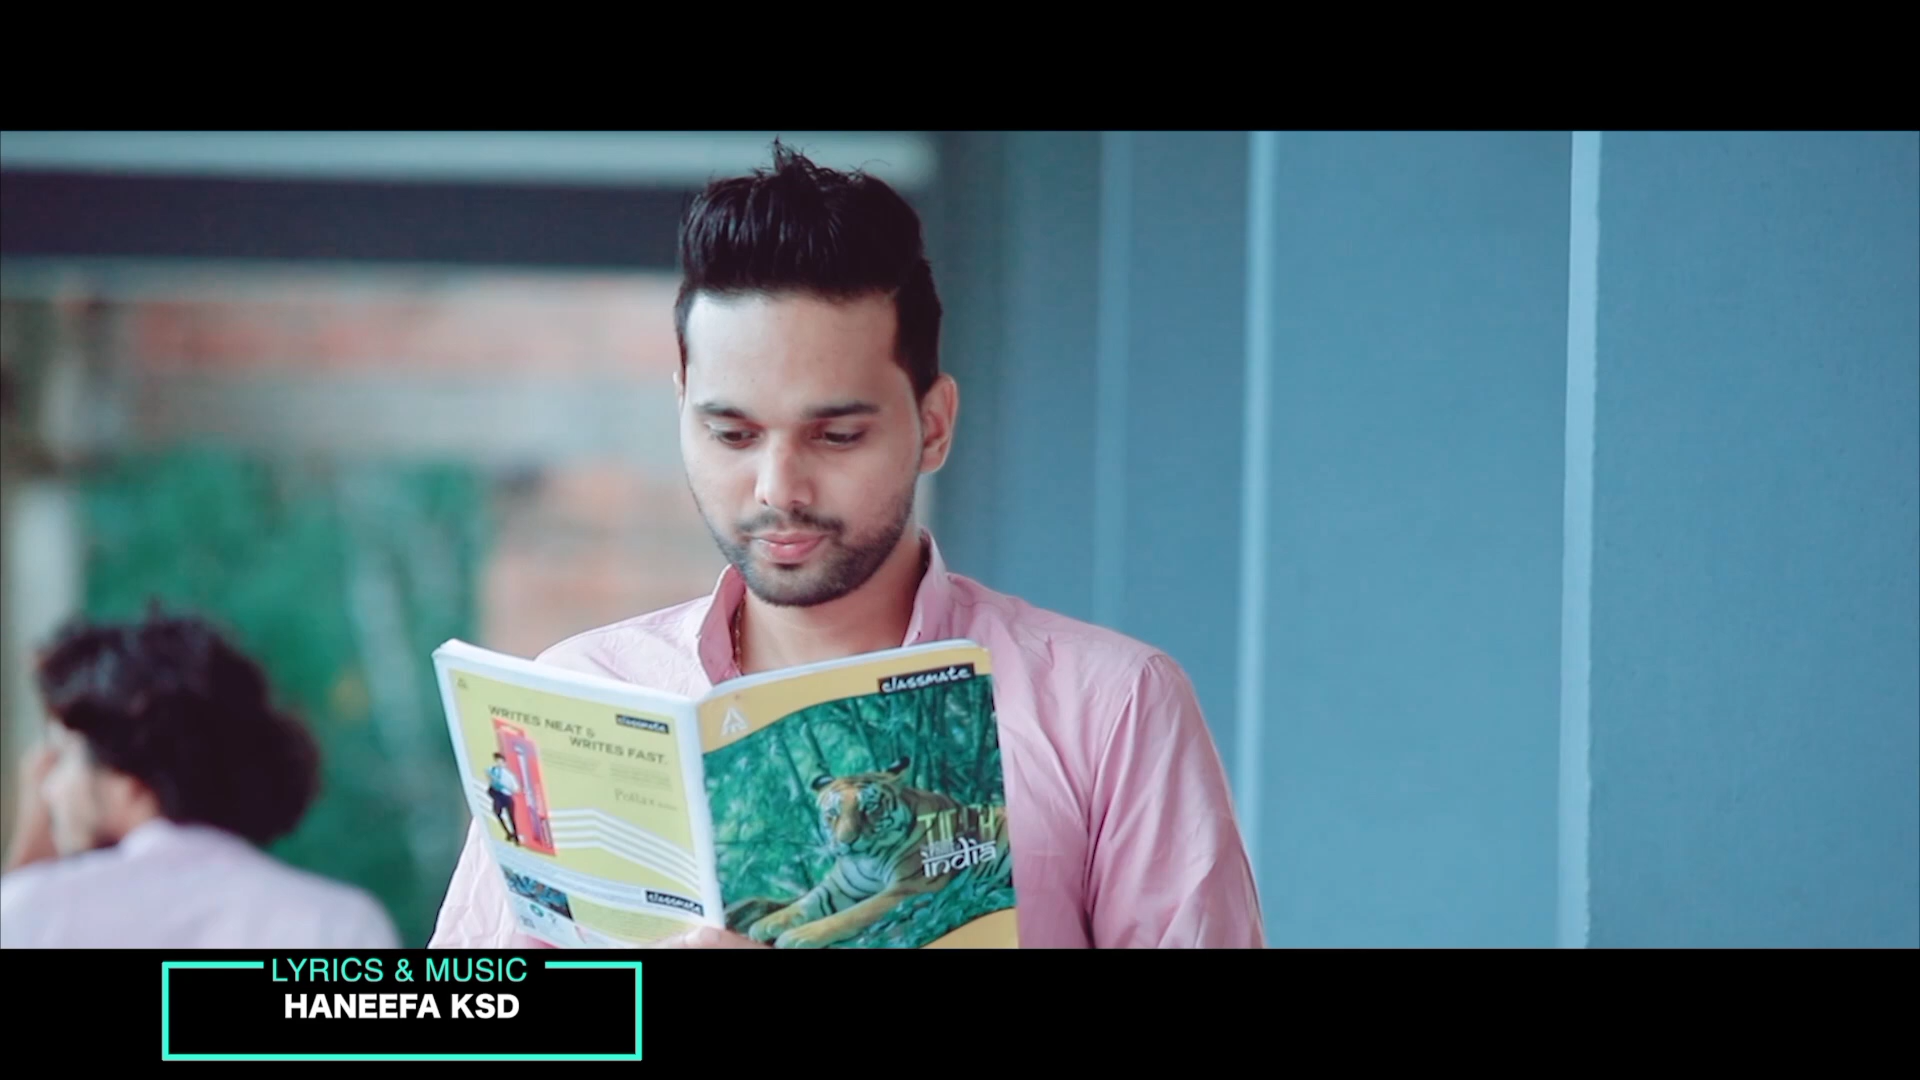 classmate
WRITES NEAT &
WRITES FAST.
classmate
india
classmate
LYRICS & MUSIC
HANEEFA KSD